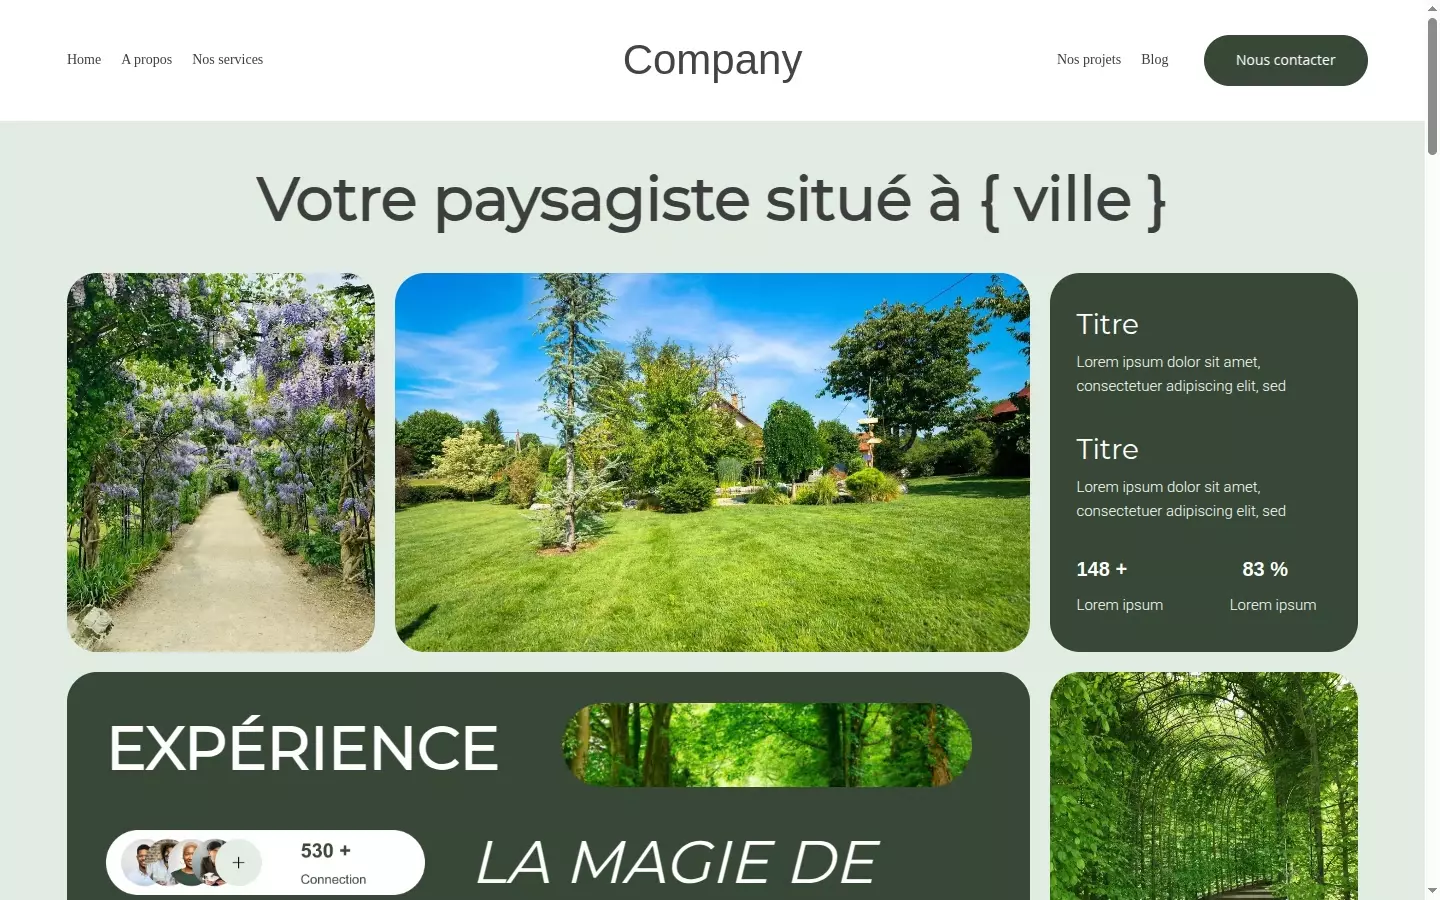 Home A propos Nos services
Company
Nos projets Blog
Nous contacter
Votre paysagiste situé à { ville }
Titre
Lorem ipsum dolor sit amet,
consectetuer adipiscing elit, sed
Titre
Lorem ipsum dolor sit amet,
consectetuer adipiscing elit, sed
148 + 83 %
Lorem ipsum Lorem ipsum
EXPÉRIENCE
530 +
Connection
LA MAGIE DE